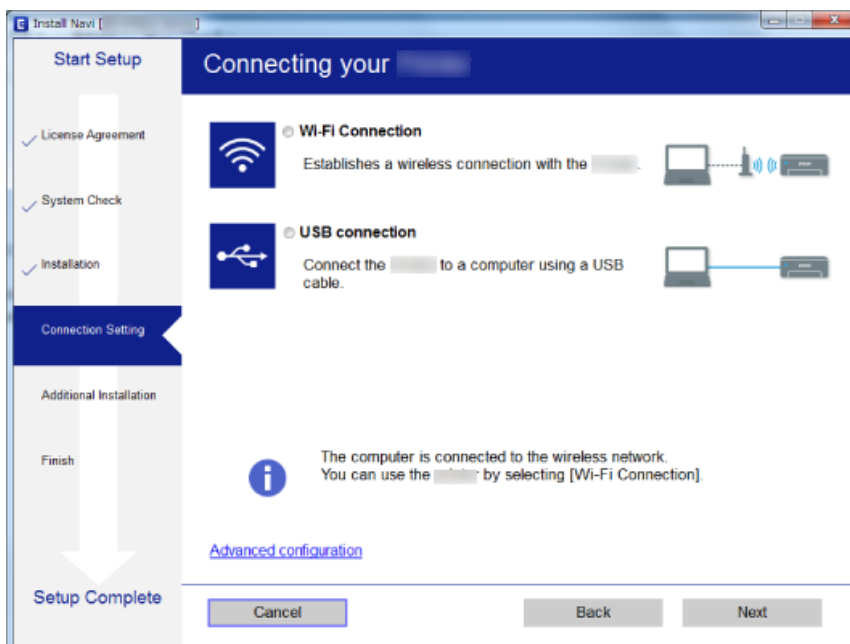 Install Navi [ ]
Start Setup
Connecting your
License Agreement
System Check
Installation
Connection Setting
Additional Installation
Finish
Setup Complete
Wi-Fi Connection
Establishes a wireless connection with the .
USB connection
Connect the to a computer using a USB
cable.
The computer is connected to the wireless network.
You can use the by selecting [Wi-Fi Connection].
Advanced configuration
Cancel
Back
Next